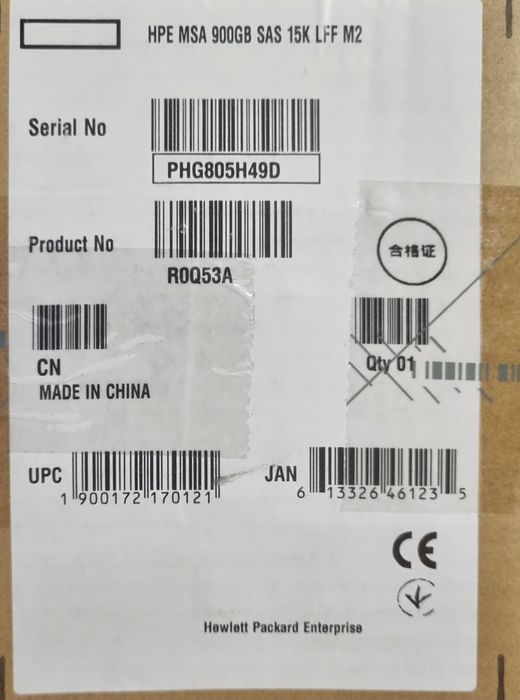 HPE MSA 900GB SAS 15K LFF M2
Serial No
PHG805H49D
Product No
R0Q53A
合格证
CN
MADE IN CHINA
Qty 01
UPC
1 900172 170121
JAN
6 13326 46123 5
CE
Hewlett Packard Enterprise